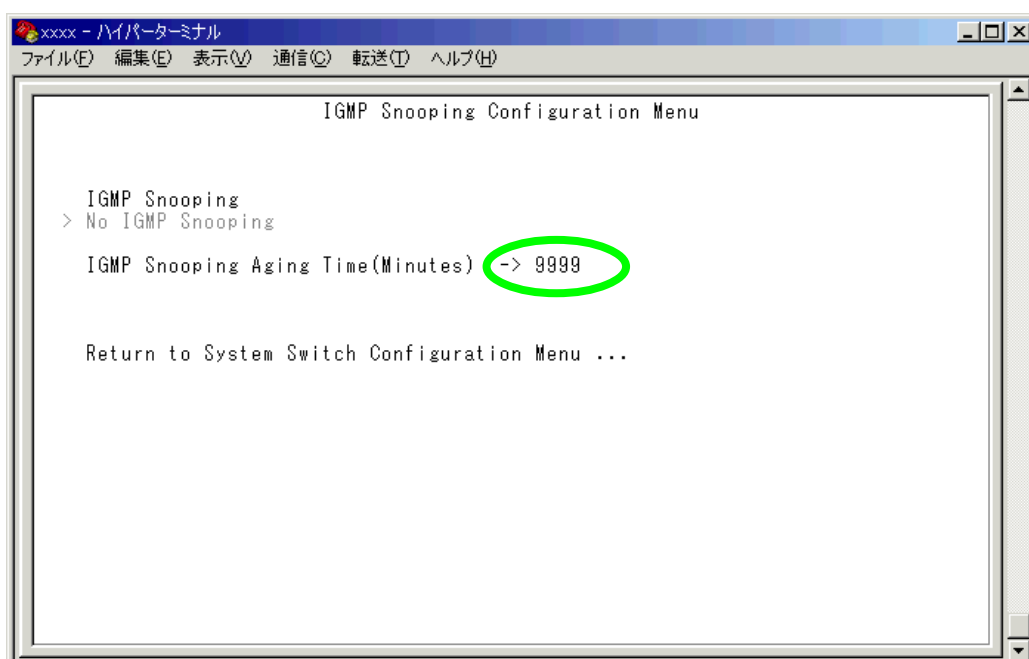 xxxx - ハイパーターミナル
ファイル(F) 編集(E) 表示(V) 通信(C) 転送(T) ヘルプ(H)
IGMP Snooping Configuration Menu
IGMP Snooping
> No IGMP Snooping
IGMP Snooping Aging Time(Minutes) -> 9999
Return to System Switch Configuration Menu ...